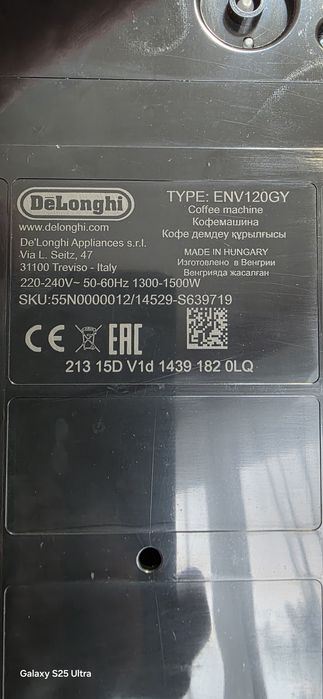 DeLonghi
www.delonghi.com
De'Longhi Appliances s.r.l.
Via L. Seitz, 47
31100 Treviso - Italy
220-240V~ 50-60Hz 1300-1500W
SKU:55N0000012/14529-S639719
TYPE: ENV120GY
Coffee machine
Кофемашина
Кофе демдеу құрылғысы
MADE IN HUNGARY
Изготовлено в Венгрии
Венгрияда жасалған
CE EAC
213 15D V1d 1439 182 0LQ
Galaxy S25 Ultra